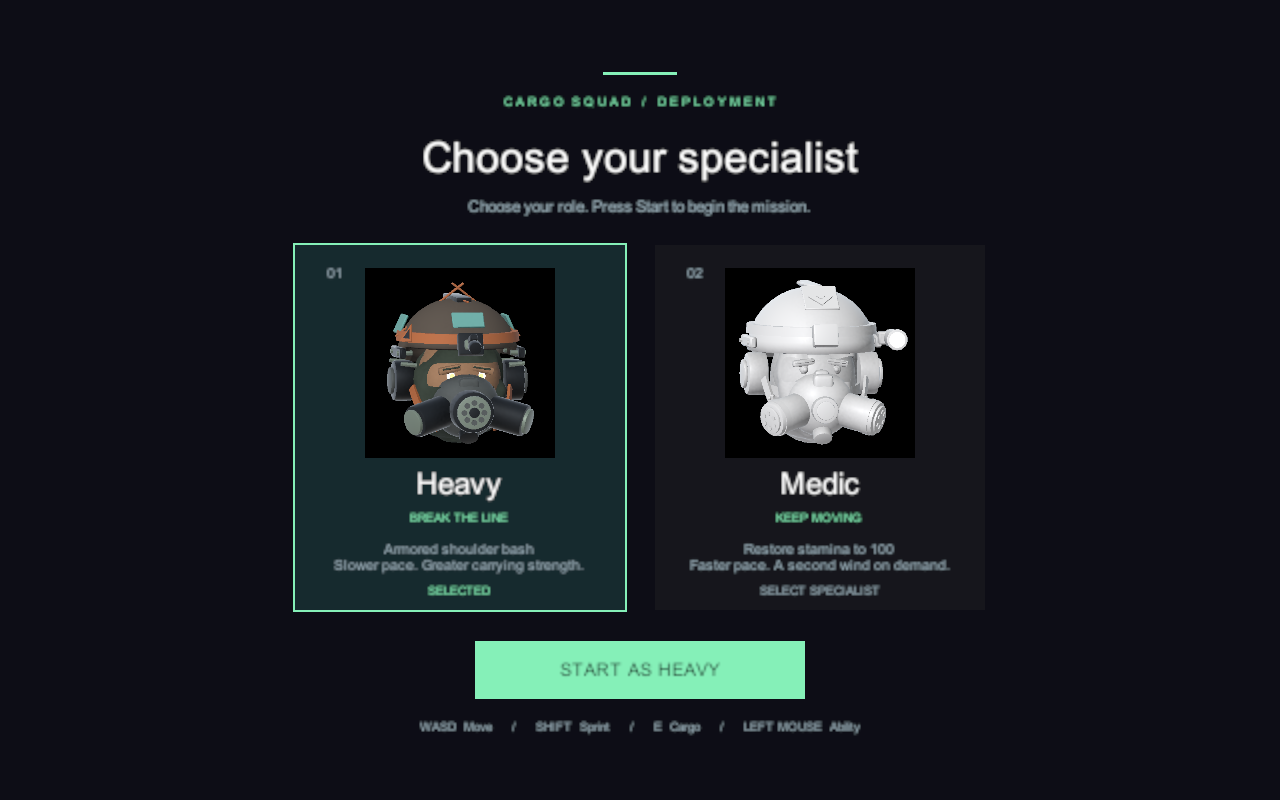 CARGO SQUAD / DEPLOYMENT
Choose your specialist
Choose your role. Press Start to begin the mission.
01
Heavy
BREAK THE LINE
Armored shoulder bash
Slower pace. Greater carrying strength.
SELECTED
02
Medic
KEEP MOVING
Restore stamina to 100
Faster pace. A second wind on demand.
SELECT SPECIALIST
START AS HEAVY
WASD Move / SHIFT Sprint / E Cargo / LEFT MOUSE Ability